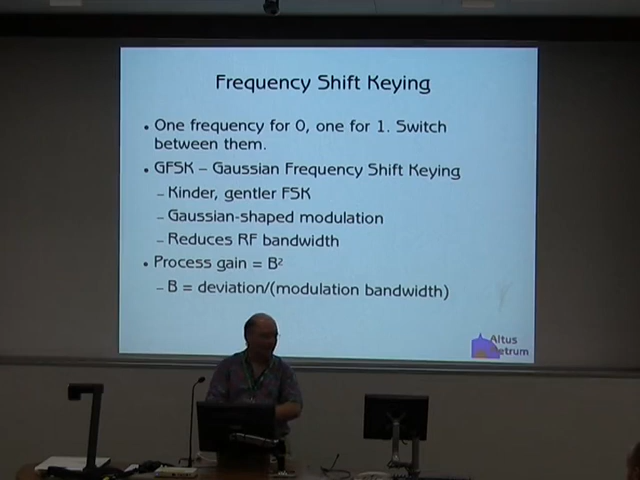 Frequency Shift Keying
• One frequency for 0, one for 1. Switch
between them.
• GFSK – Gaussian Frequency Shift Keying
– Kinder, gentler FSK
– Gaussian-shaped modulation
– Reduces RF bandwidth
• Process gain = B²
– B = deviation/(modulation bandwidth)
Altus
Metrum